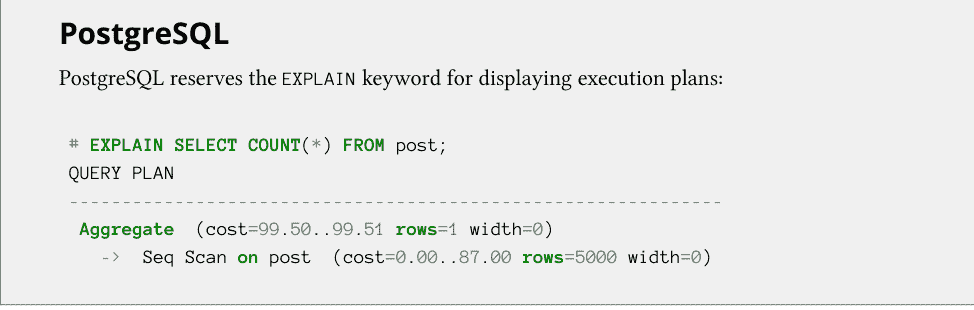 PostgreSQL
PostgreSQL reserves the EXPLAIN keyword for displaying execution plans:
# EXPLAIN SELECT COUNT(*) FROM post;
QUERY PLAN
--------------------------------------------------------------
Aggregate (cost=99.50..99.51 rows=1 width=0)
-> Seq Scan on post (cost=0.00..87.00 rows=5000 width=0)